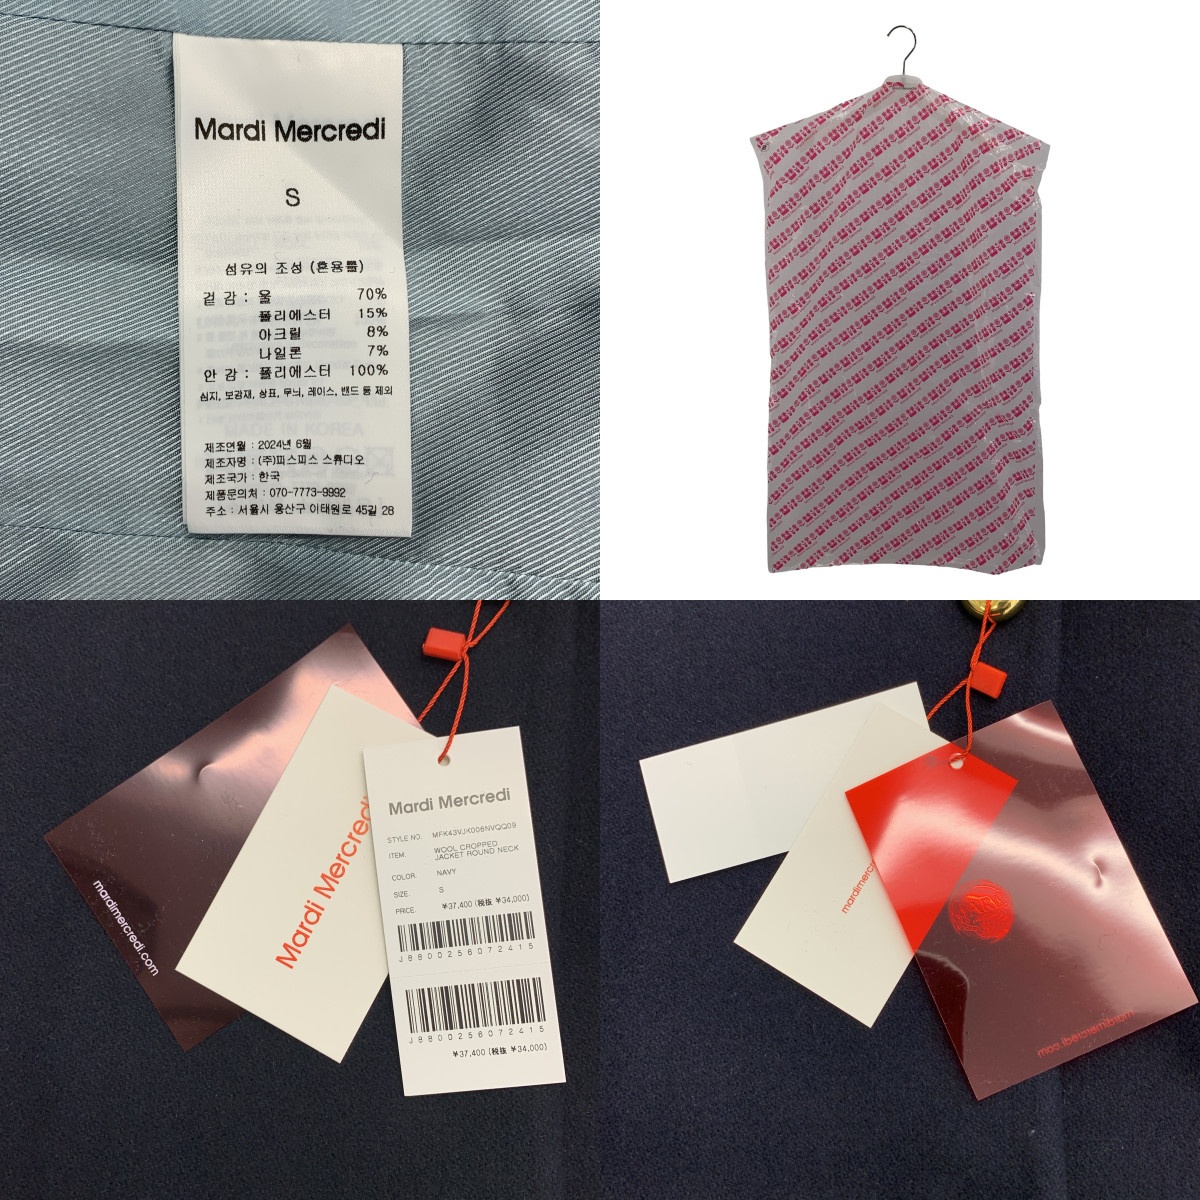 Mardi Mercredi
S
섬유의 조성 (혼용률)
겉 감 : 울 70%
폴리에스터 15%
아크릴 8%
나일론 7%
안 감 : 폴리에스터 100%
심지, 보강재, 상표, 무늬, 레이스, 밴드 등 제외
제조연월 : 2024년 6월
제조자명 : (주)피스피스 스튜디오
제조국가 : 한국
제품문의처 : 070-7773-9992
주소 : 서울시 용산구 이태원로 45길 28
mardimercredi.com
Mardi Mercredi
Mardi Mercredi
STYLE NO. MFK43VJK006NVQQ09
ITEM. WOOL CROPPED
JACKET ROUND NECK
COLOR NAVY
SIZE. S
PRICE. ¥37,400 (税抜 ¥34,000)
J8800256072415
J8800256072415
¥37,400 (税抜 ¥34,000)
mardimercr
mardimercredi.com